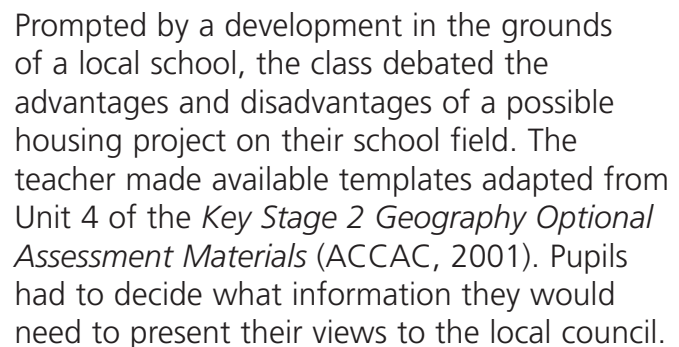 Prompted by a development in the grounds
of a local school, the class debated the
advantages and disadvantages of a possible
housing project on their school field. The
teacher made available templates adapted from
Unit 4 of the Key Stage 2 Geography Optional
Assessment Materials (ACCAC, 2001). Pupils
had to decide what information they would
need to present their views to the local council.